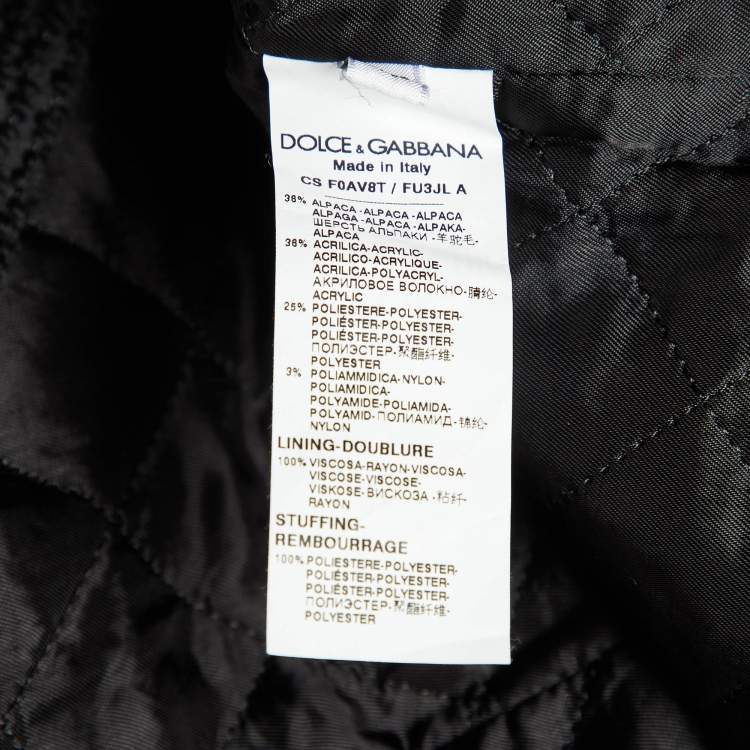 DOLCE & GABBANA
Made in Italy
CS F0AV8T / FU3JL A
36% ALPACA-ALPACA-ALPACA
ALPAGA-ALPACA-ALPAKA-
ШЕРСТЬ АЛЬПАКИ-羊驼毛-
ALPACA
36% ACRILICA-ACRYLIC-
ACRILICO-ACRYLIQUE-
ACRILICA-POLYACRYL-
АКРИЛОВОЕ ВОЛОКНО-腈纶-
ACRYLIC
25% POLIESTERE-POLYESTER-
POLIÉSTER-POLYESTER-
POLIÉSTER-POLYESTER-
ПОЛИЭСТЕР-聚酯纤维-
POLYESTER
3% POLIAMMIDICA-NYLON-
POLIAMIDICA-
POLYAMIDE-POLIAMIDA-
POLYAMID-ПОЛИАМИД-锦纶-
NYLON
LINING-DOUBLURE
100% VISCOSA-RAYON-VISCOSA-
VISCOSE-VISCOSE-
VISKOSE-ВИСКОЗА-粘纤-
RAYON
STUFFING-
REMBOURRAGE
100% POLIESTERE-POLYESTER-
POLIÉSTER-POLYESTER-
POLIÉSTER-POLYESTER-
ПОЛИЭСТЕР-聚酯纤维-
POLYESTER